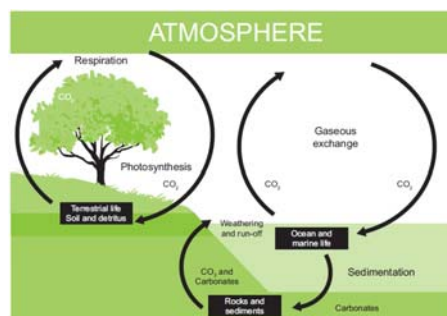 ATMOSPHERE
Respiration
CO₂
Photosynthesis
CO₂
Gaseous
exchange
CO₂
CO₂
Terrestrial life
Soil and detritus
Weathering
and run-off
Ocean and
marine life
Sedimentation
CO₂ and
Carbonates
Rocks and
sediments
Carbonates